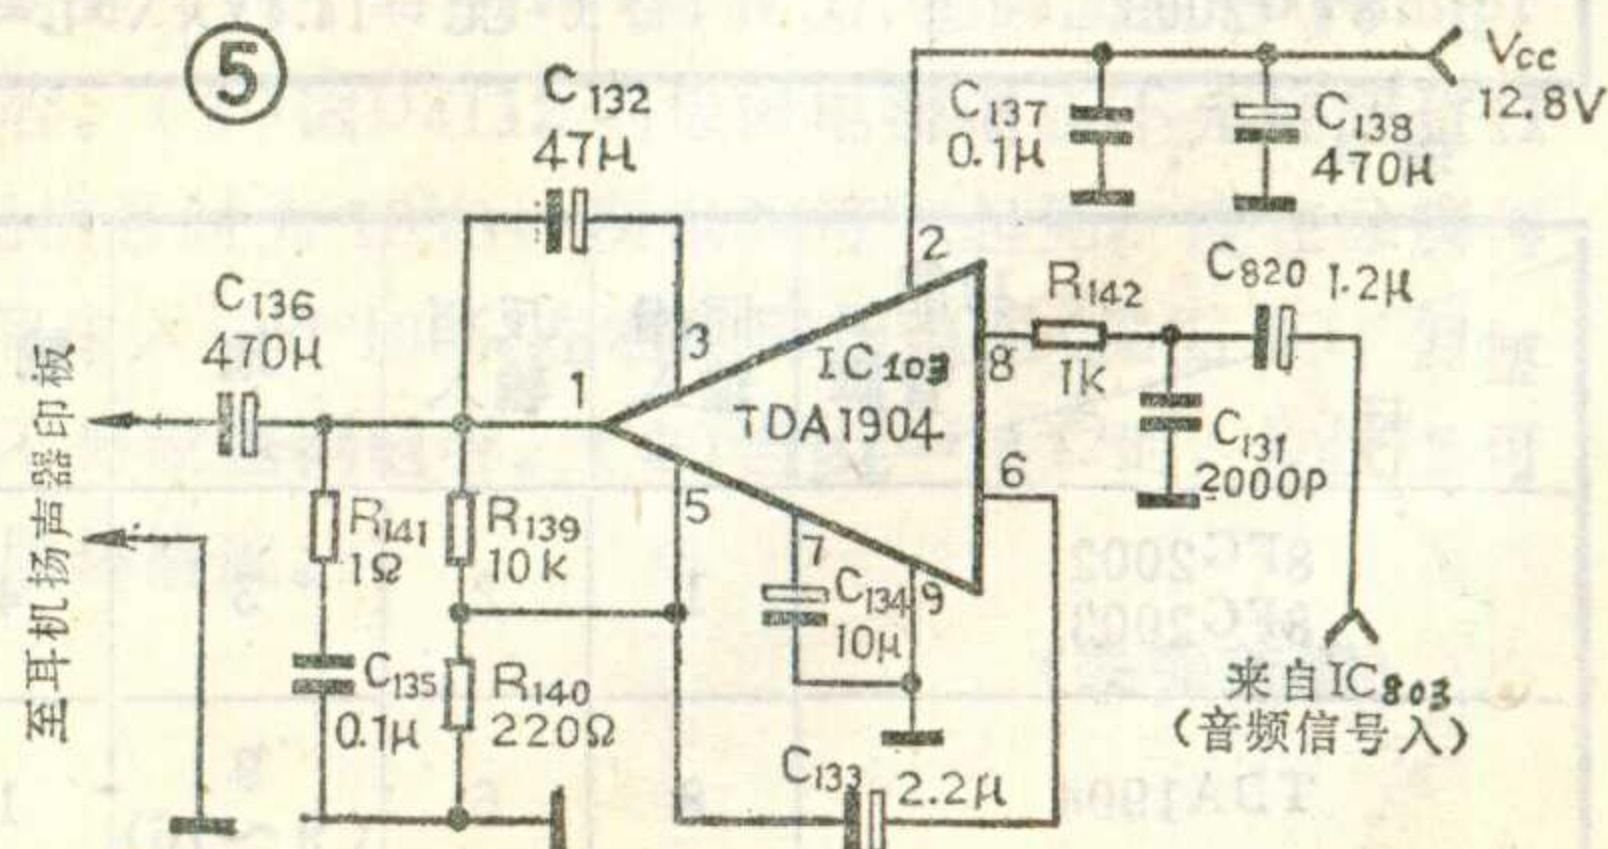 ⑤
C132
47μ
C137
0.1μ
C138
470μ
Vcc
12.8V
C136
470μ
1
3
2
IC103
TDA1904
8
R142
1K
C820 1.2μ
C131
2000P
6
5
7
9
R141
1Ω
R139
10k
C134
10μ
C135
0.1μ
R140
220Ω
C133 2.2μ
来自IC803
(音频信号入)
至耳机扬声器印板